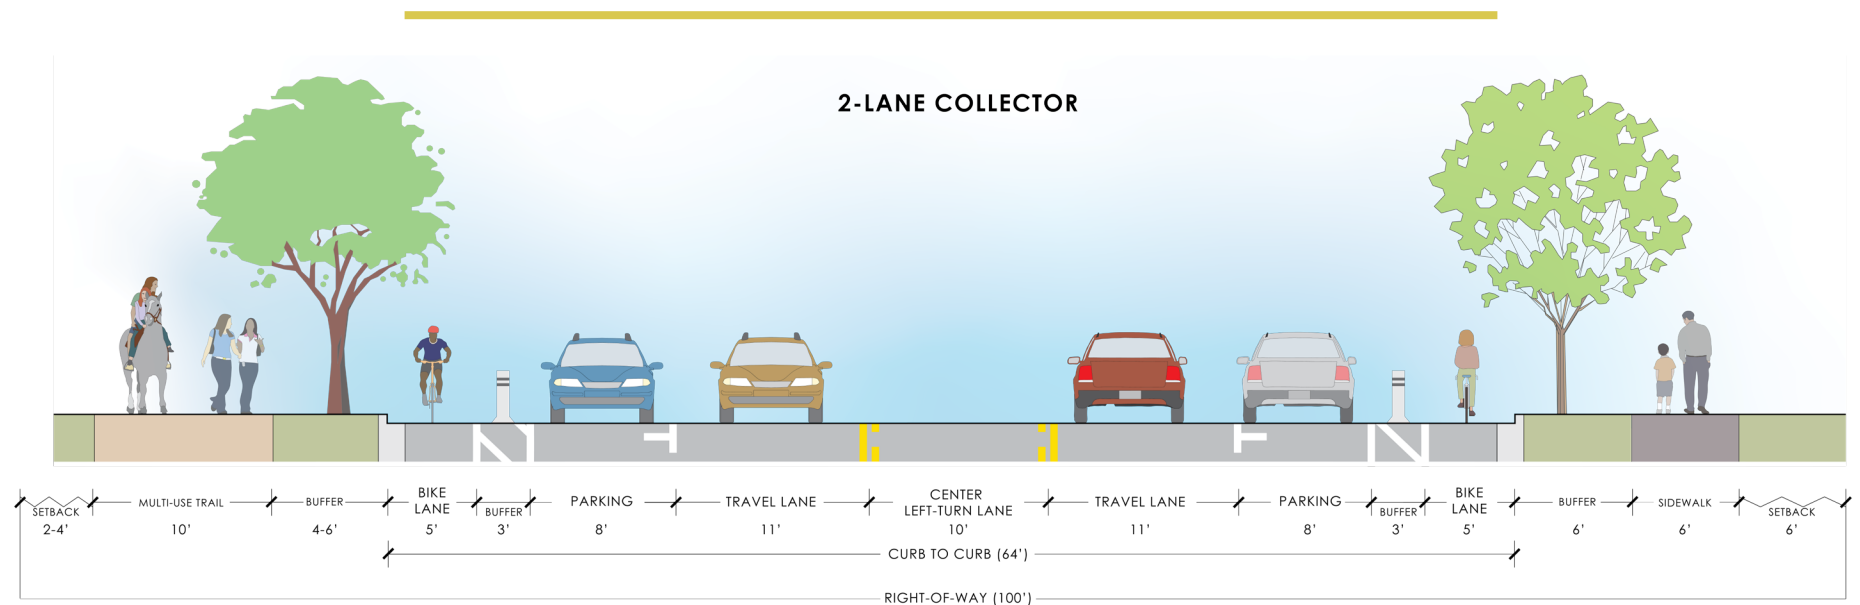 2-LANE COLLECTOR
SETBACK
2-4'
MULTI-USE TRAIL
10'
BUFFER
4-6'
BIKE
LANE
5'
BUFFER
3'
PARKING
8'
TRAVEL LANE
11'
CENTER
LEFT-TURN LANE
10'
TRAVEL LANE
11'
PARKING
8'
BUFFER
3'
BIKE
LANE
5'
BUFFER
6'
SIDEWALK
6'
SETBACK
6'
CURB TO CURB (64')
RIGHT-OF-WAY (100')